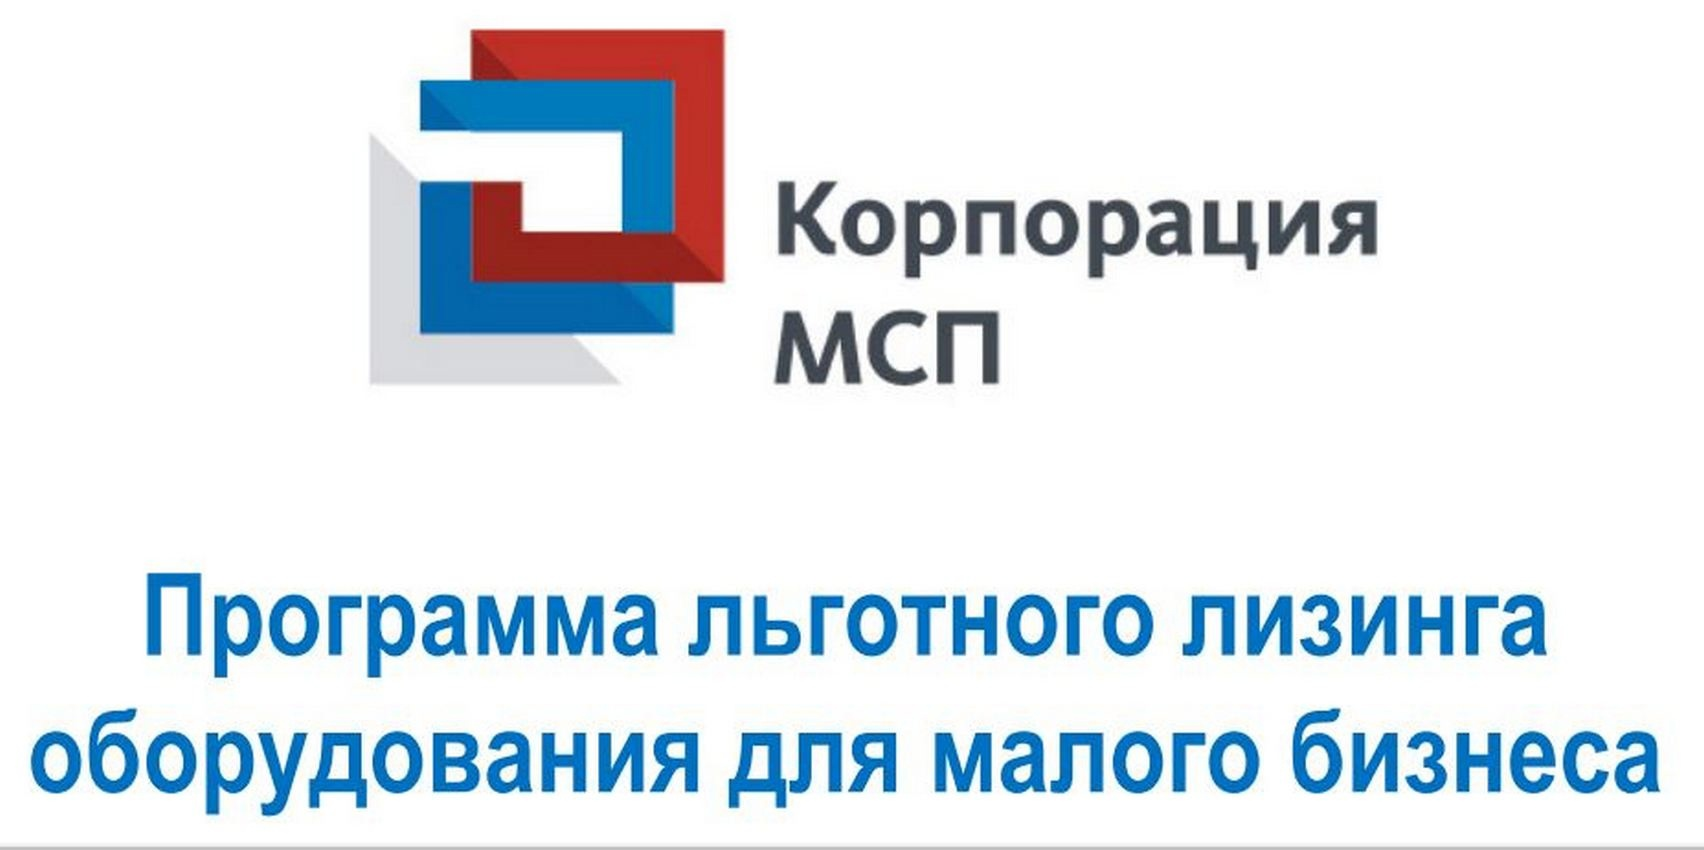 Корпорация
МСП
Программа льготного лизинга
оборудования для малого бизнеса